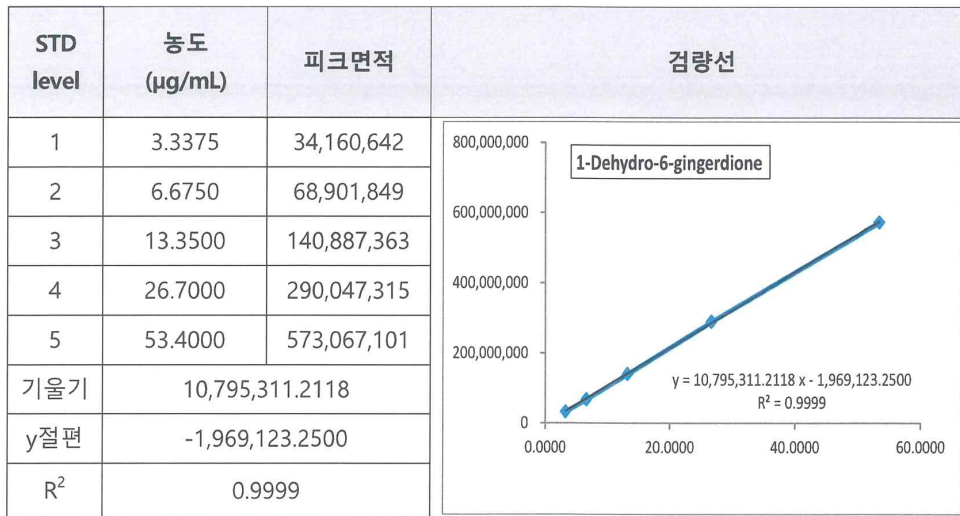 STD level 농도 (μg/mL) 피크면적 검량선
1 3.3375 34,160,642
2 6.6750 68,901,849
3 13.3500 140,887,363
4 26.7000 290,047,315
5 53.4000 573,067,101
기울기 10,795,311.2118
y절편 -1,969,123.2500
R² 0.9999
1-Dehydro-6-gingerdione
800,000,000
600,000,000
400,000,000
200,000,000
0
y = 10,795,311.2118 x - 1,969,123.2500
R² = 0.9999
0.0000 20.0000 40.0000 60.0000